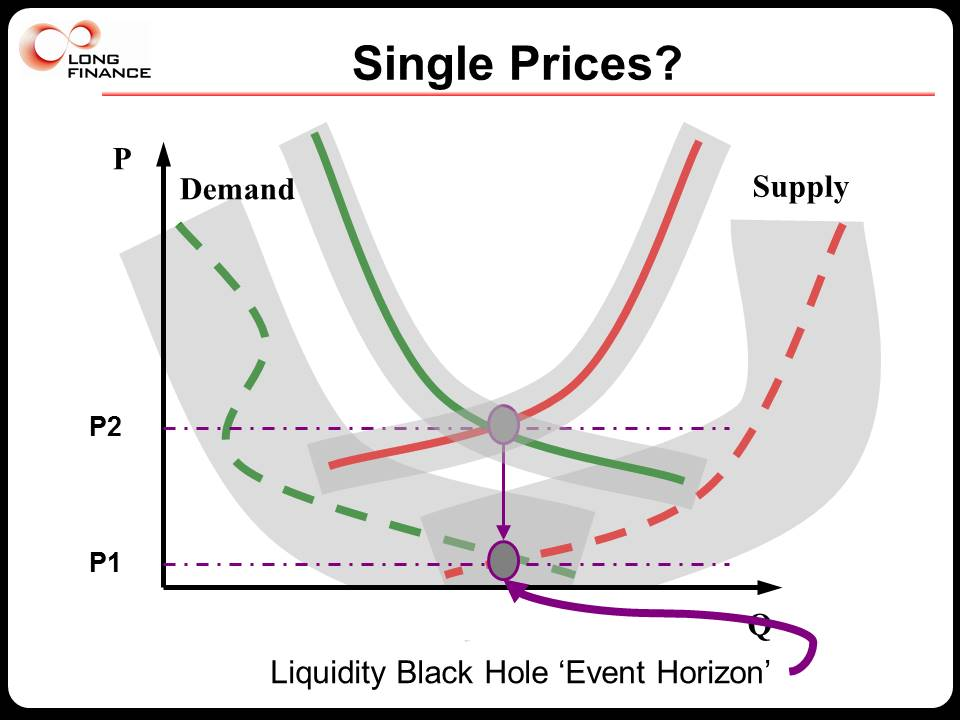 LONG
FINANCE
Single Prices?
P
Demand
Supply
P2
P1
Q
Liquidity Black Hole ‘Event Horizon’